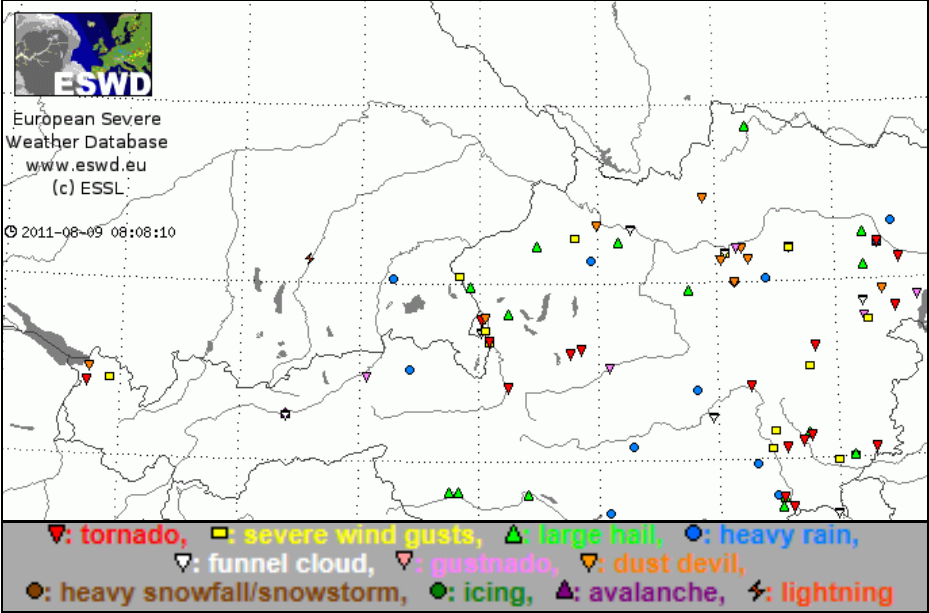 ESWD
European Severe
Weather Database
www.eswd.eu
(c) ESSL
2011-08-09 08:08:10
: tornado, : severe wind gusts, : large hail, : heavy rain,
: funnel cloud, : gustnado, : dust devil,
: heavy snowfall/snowstorm, : icing, : avalanche, : lightning